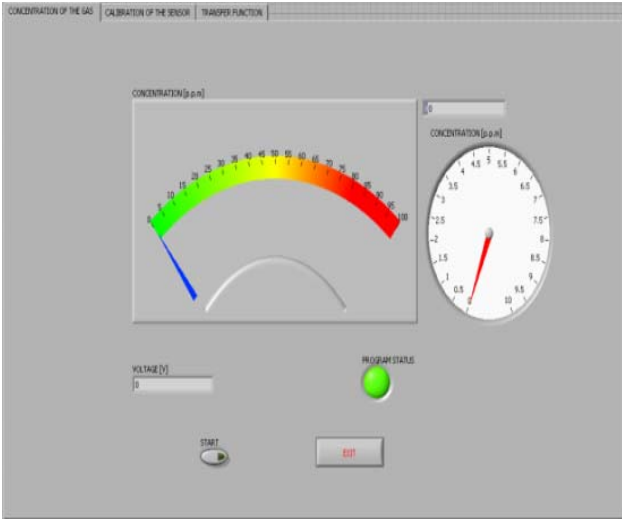 CONCENTRATION OF THE GAS CALIBRATION OF THE SENSOR TRANSFER FUNCTION
CONCENTRATION [p.p.m]
0 5 10 15 20 25 30 35 40 45 50 55 60 65 70 75 80 85 90 95 100
0
CONCENTRATION [p.p.m]
0 0.5 1 1.5 2 2.5 3 3.5 4 4.5 5 5.5 6 6.5 7 7.5 8 8.5 9 9.5 10
VOLTAGE [V]
0
PROGRAM STATUS
START
EXIT